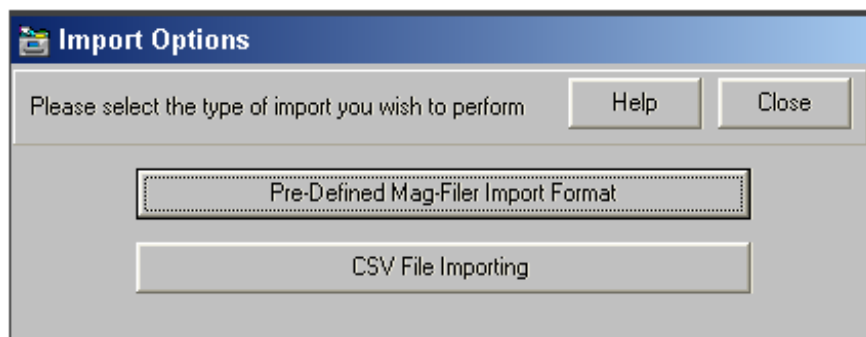 Import Options
Please select the type of import you wish to perform Help Close
Pre-Defined Mag-Filer Import Format
CSV File Importing